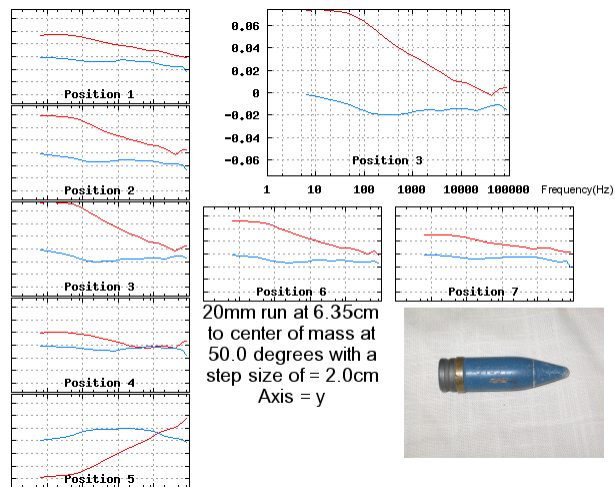 Position 1
Position 2
Position 3
Position 4
Position 5
0.06
0.04
0.02
0
-0.02
-0.04
-0.06
Position 3
1 10 100 1000 10000 100000 Frequency(Hz)
Position 6
Position 7
20mm run at 6.35cm
to center of mass at
50.0 degrees with a
step size of = 2.0cm
Axis = y